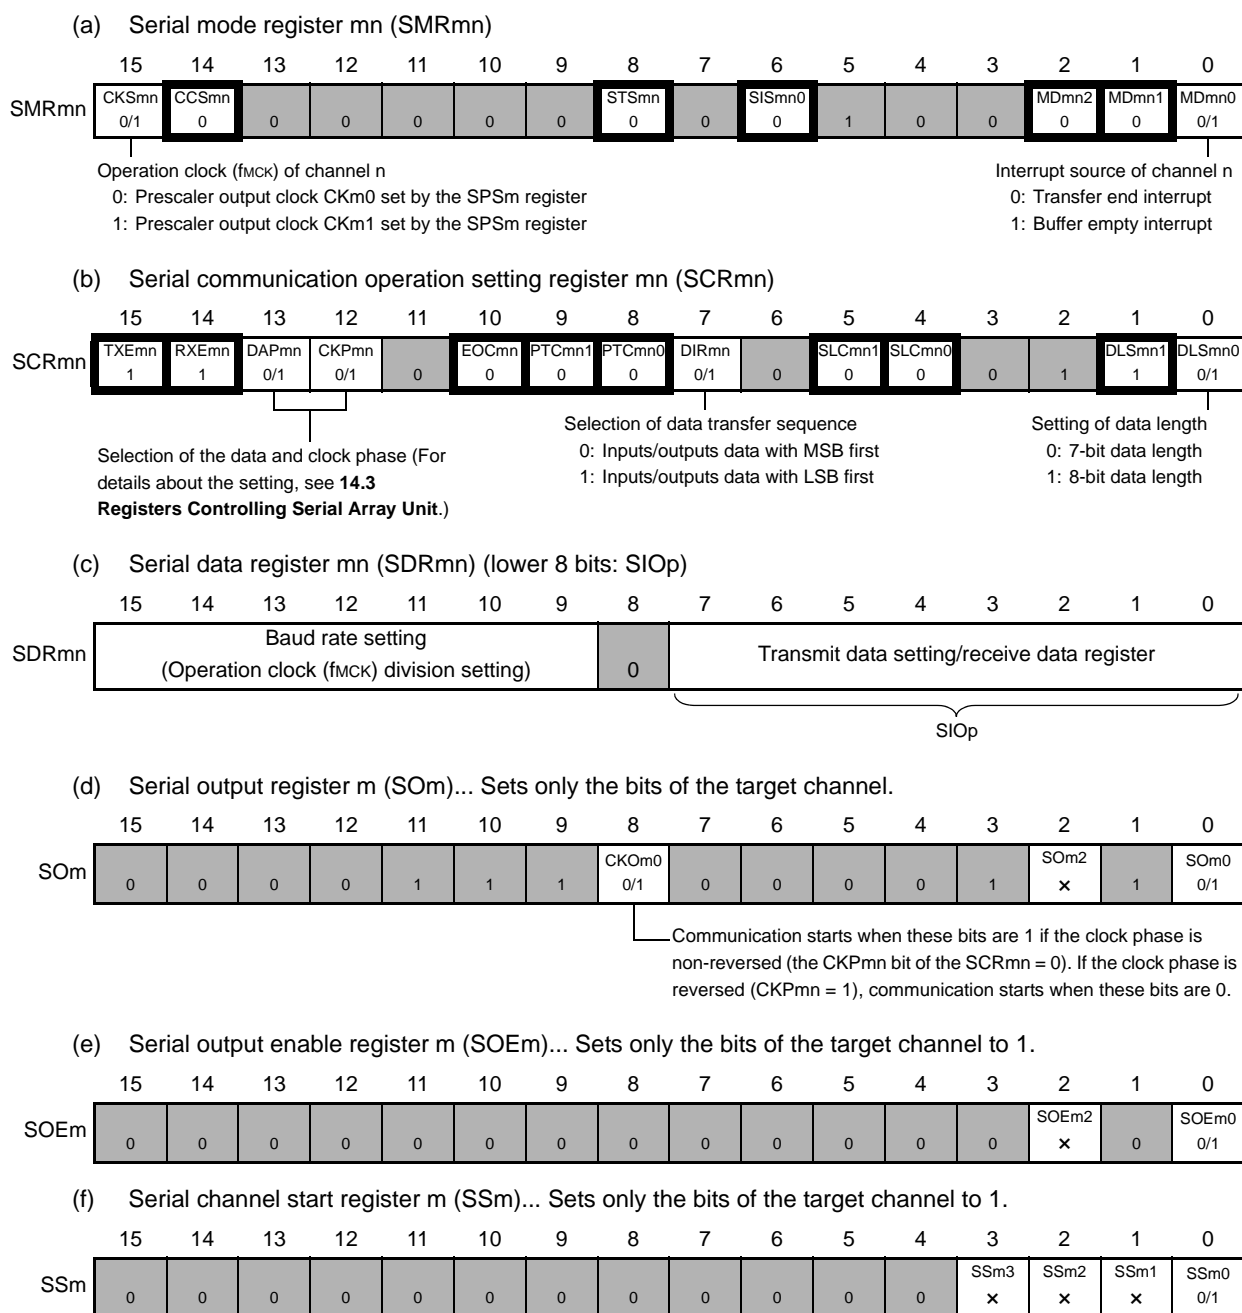 (a) Serial mode register mn (SMRmn)
15 14 13 12 11 10 9 8 7 6 5 4 3 2 1 0
SMRmn CKSmn CCSmn STSmn SISmn0 MDmn2 MDmn1 MDmn0
0/1 0 0 0 0 0 0 0 0 0 1 0 0 0 0 0/1
Operation clock (fMCK) of channel n
0: Prescaler output clock CKm0 set by the SPSm register
1: Prescaler output clock CKm1 set by the SPSm register
Interrupt source of channel n
0: Transfer end interrupt
1: Buffer empty interrupt
(b) Serial communication operation setting register mn (SCRmn)
15 14 13 12 11 10 9 8 7 6 5 4 3 2 1 0
SCRmn TXEmn RXEmn DAPmn CKPmn EOCmn PTCmn1 PTCmn0 DIRmn SLCmn1 SLCmn0 DLSmn1 DLSmn0
1 1 0/1 0/1 0 0 0 0 0/1 0 0 0 0 1 1 0/1
Selection of the data and clock phase (For
details about the setting, see 14.3
Registers Controlling Serial Array Unit.)
Selection of data transfer sequence
0: Inputs/outputs data with MSB first
1: Inputs/outputs data with LSB first
Setting of data length
0: 7-bit data length
1: 8-bit data length
(c) Serial data register mn (SDRmn) (lower 8 bits: SIOp)
15 14 13 12 11 10 9 8 7 6 5 4 3 2 1 0
SDRmn
Baud rate setting
(Operation clock (fMCK) division setting)
0
Transmit data setting/receive data register
SIOp
(d) Serial output register m (SOm)... Sets only the bits of the target channel.
15 14 13 12 11 10 9 8 7 6 5 4 3 2 1 0
SOm CKOm0 SOm2 SOm0
0 0 0 0 1 1 1 0/1 0 0 0 0 1 × 1 0/1
Communication starts when these bits are 1 if the clock phase is
non-reversed (the CKPmn bit of the SCRmn = 0). If the clock phase is
reversed (CKPmn = 1), communication starts when these bits are 0.
(e) Serial output enable register m (SOEm)... Sets only the bits of the target channel to 1.
15 14 13 12 11 10 9 8 7 6 5 4 3 2 1 0
SOEm SOEm2 SOEm0
0 0 0 0 0 0 0 0 0 0 0 0 0 × 0 0/1
(f) Serial channel start register m (SSm)... Sets only the bits of the target channel to 1.
15 14 13 12 11 10 9 8 7 6 5 4 3 2 1 0
SSm SSm3 SSm2 SSm1 SSm0
0 0 0 0 0 0 0 0 0 0 0 0 × × × 0/1